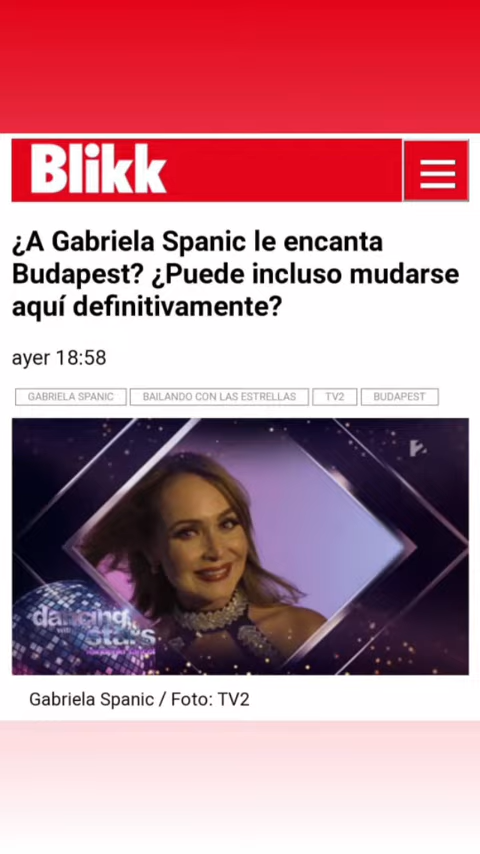 Blikk
¿A Gabriela Spanic le encanta
Budapest? ¿Puede incluso mudarse
aquí definitivamente?
ayer 18:58
GABRIELA SPANIC
BAILANDO CON LAS ESTRELLAS
TV2
BUDAPEST
dancing
with the
stars
Gabriela Spanic / Foto: TV2